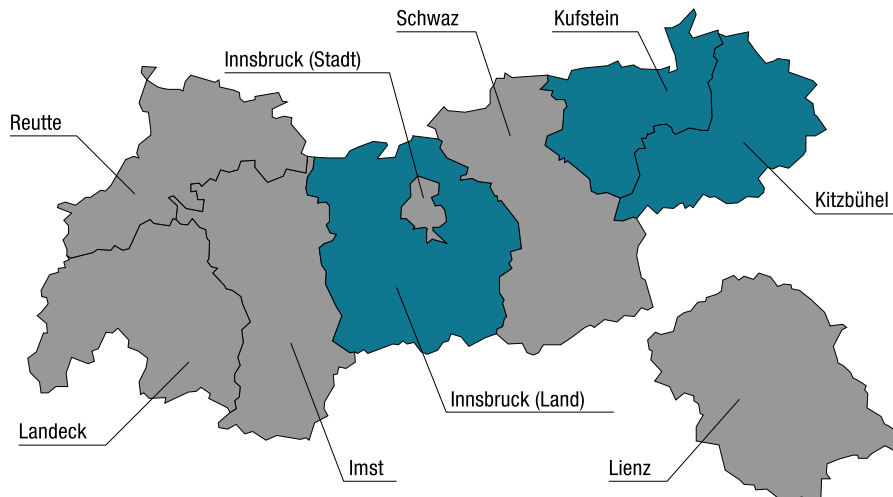 Schwaz
Kufstein
Innsbruck (Stadt)
Reutte
Kitzbühel
Innsbruck (Land)
Landeck
Imst
Lienz